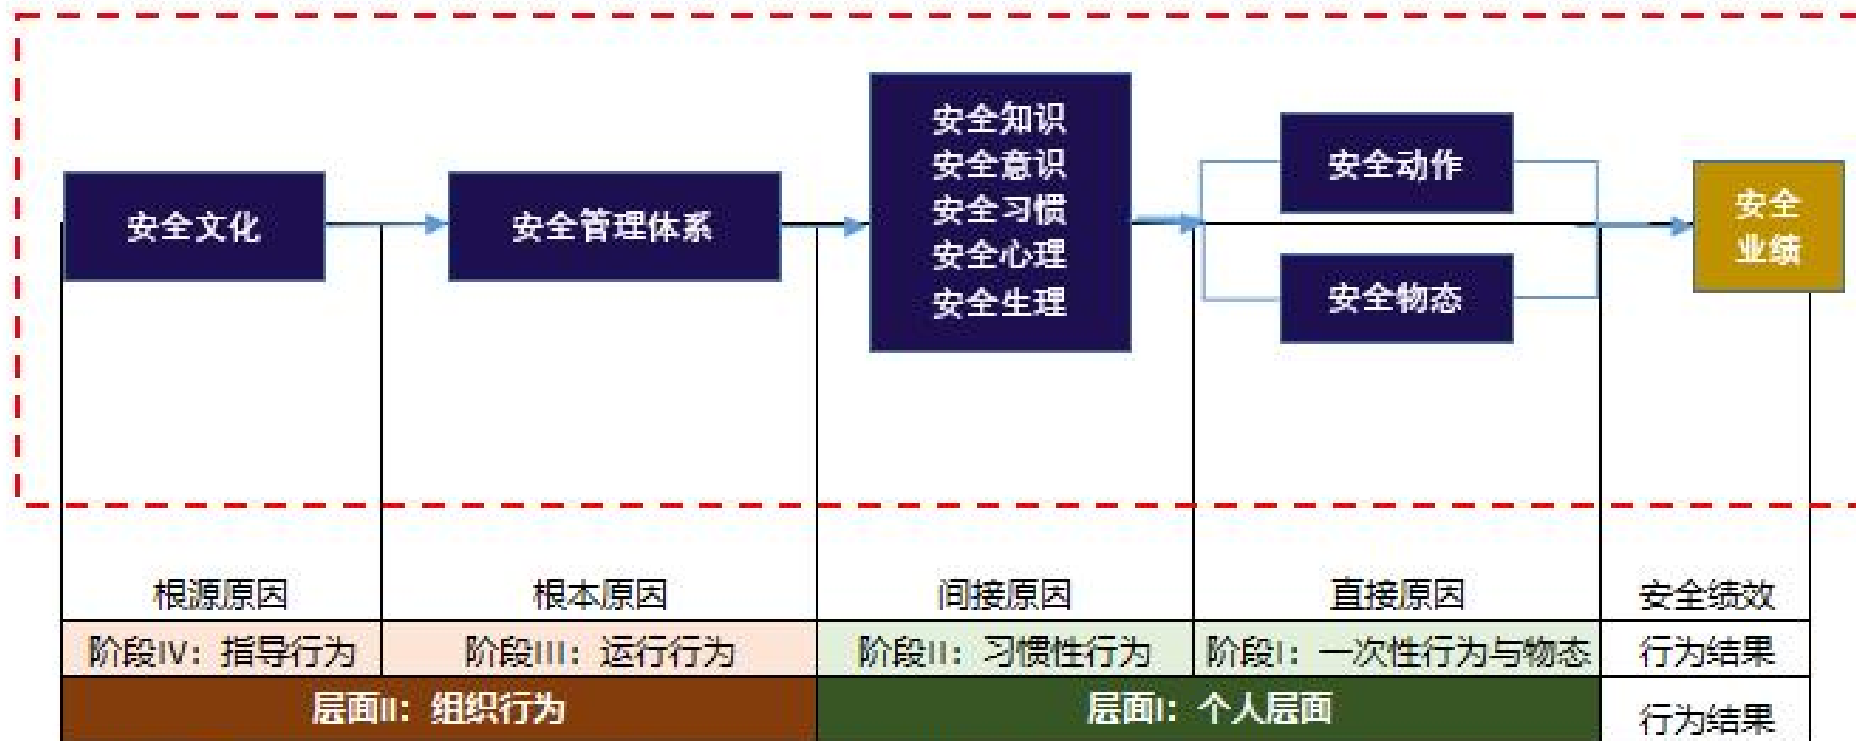 安全文化
安全管理体系
安全知识
安全意识
安全习惯
安全心理
安全生理
安全动作
安全物态
安全
业绩
根源原因
根本原因
间接原因
直接原因
安全绩效
阶段IV：指导行为
阶段III：运行行为
阶段II：习惯性行为
阶段I：一次性行为与物态
行为结果
层面II：组织行为
层面I：个人层面
行为结果